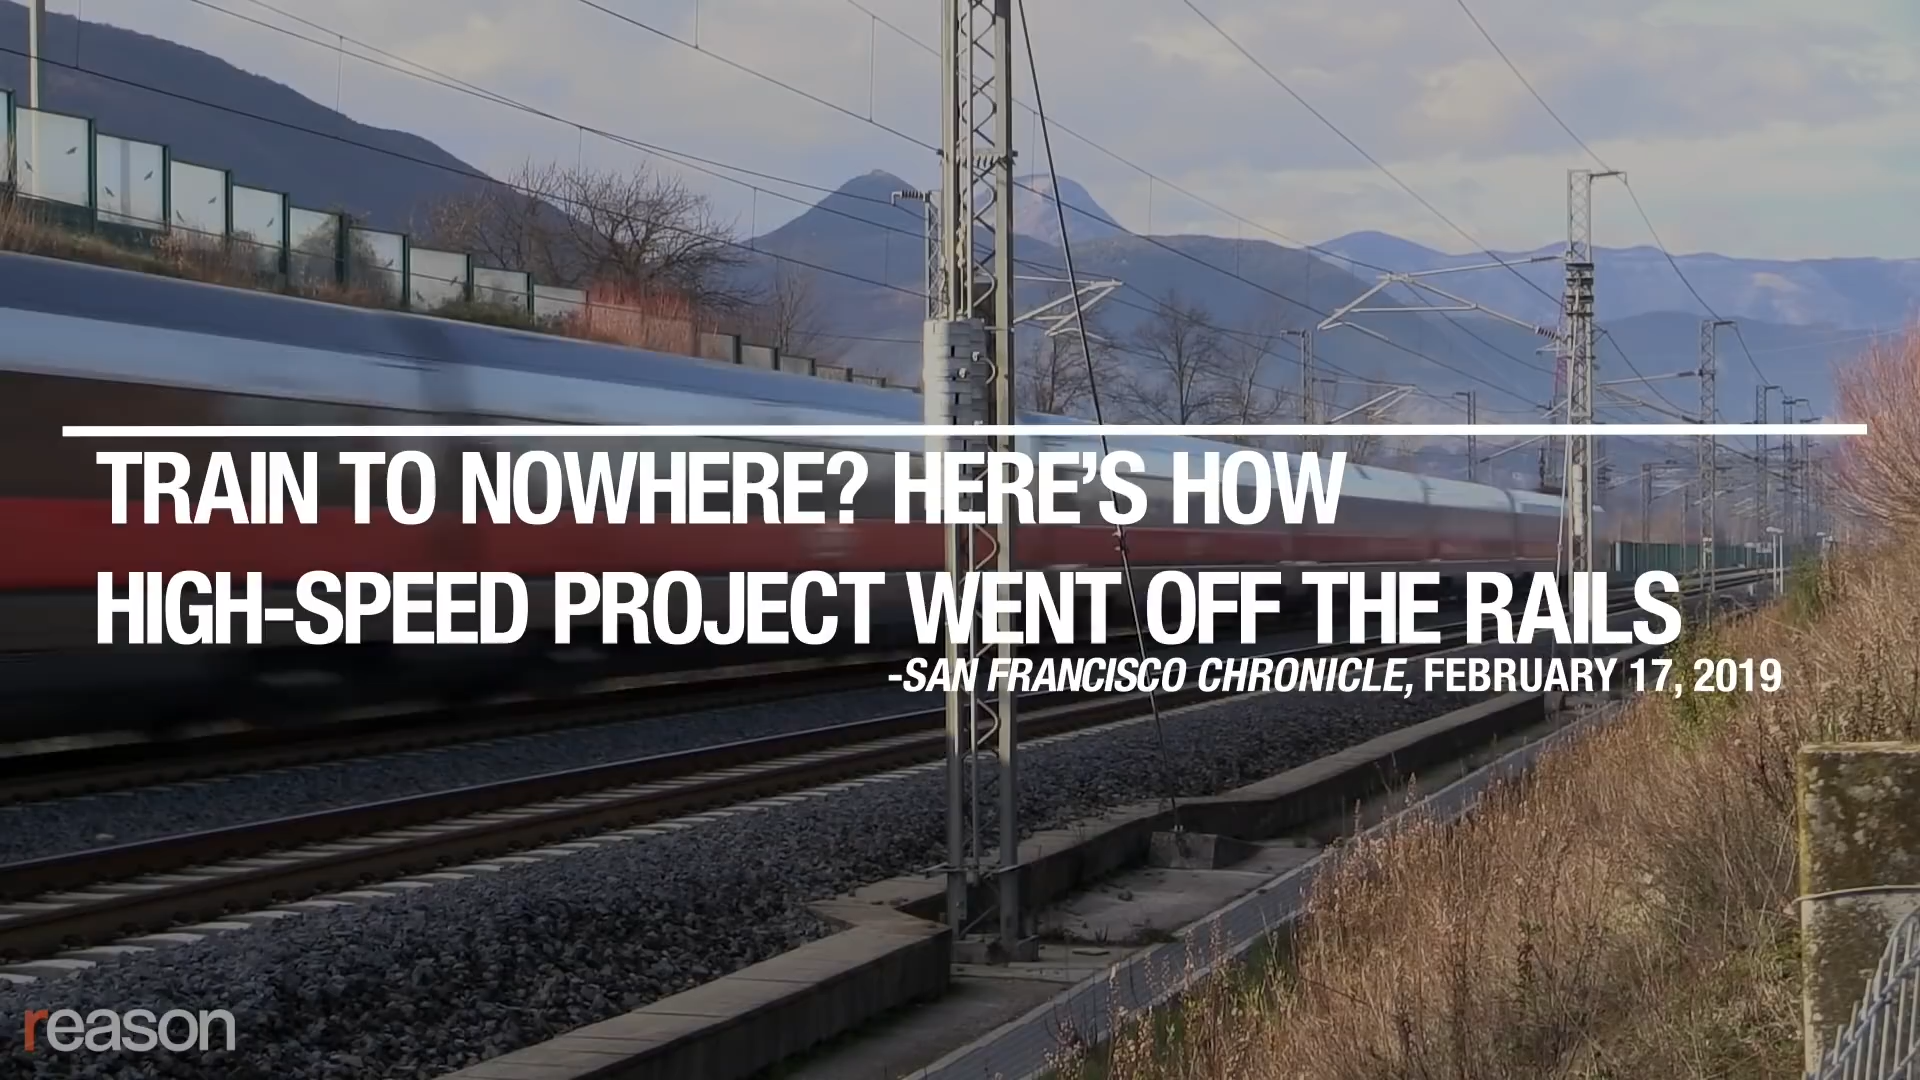 TRAIN TO NOWHERE? HERE’S HOW
HIGH-SPEED PROJECT WENT OFF THE RAILS
-SAN FRANCISCO CHRONICLE, FEBRUARY 17, 2019
reason